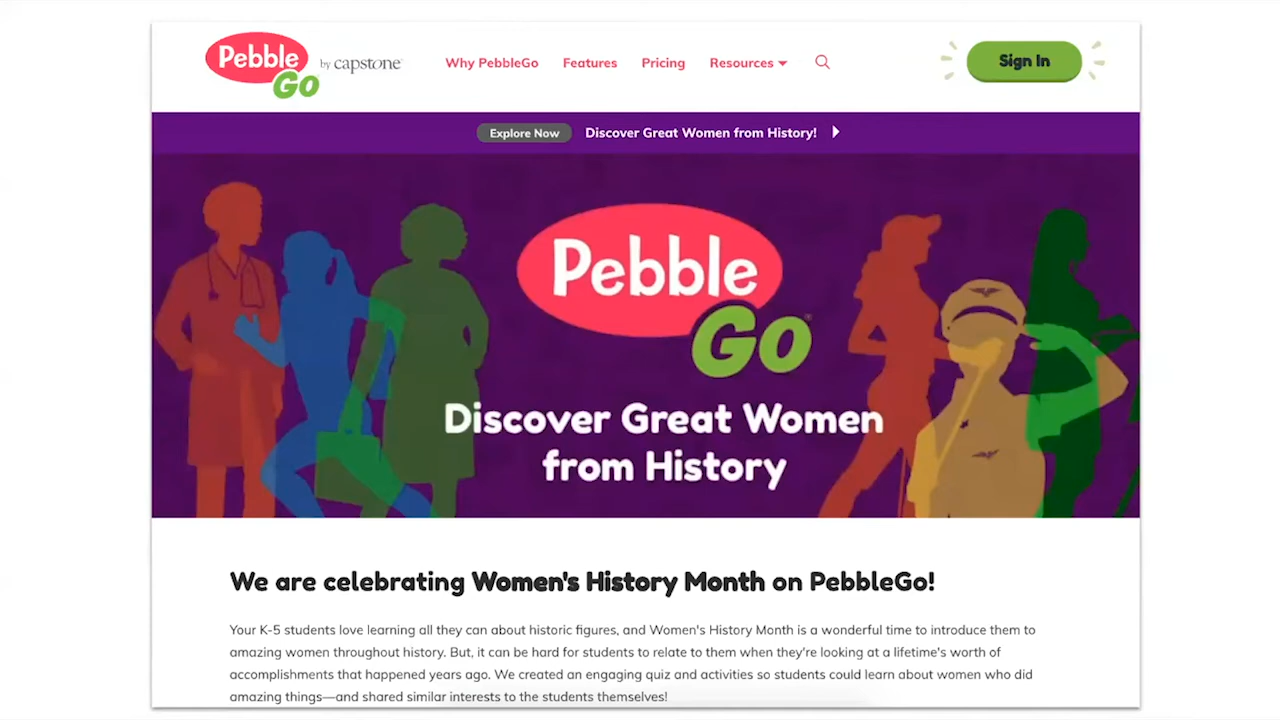 Pebble
Go
by capstone
Why PebbleGo
Features
Pricing
Resources
Sign In
Explore Now
Discover Great Women from History!
Pebble
Go®
Discover Great Women
from History
We are celebrating Women's History Month on PebbleGo!
Your K-5 students love learning all they can about historic figures, and Women's History Month is a wonderful time to introduce them to
amazing women throughout history. But, it can be hard for students to relate to them when they're looking at a lifetime's worth of
accomplishments that happened years ago. We created an engaging quiz and activities so students could learn about women who did
amazing things—and shared similar interests to the students themselves!